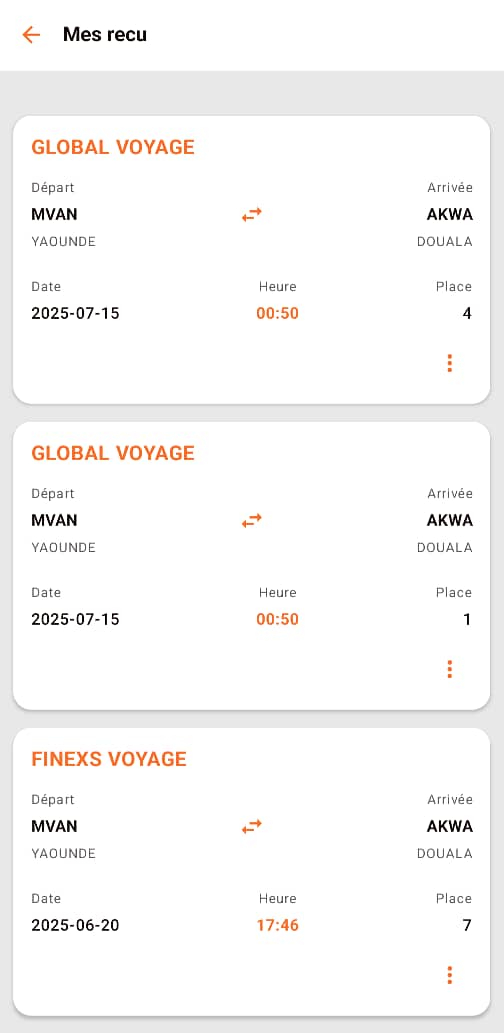 Mes recu
GLOBAL VOYAGE
Départ Arrivée
MVAN AKWA
YAOUNDE DOUALA
Date Heure Place
2025-07-15 00:50 4
GLOBAL VOYAGE
Départ Arrivée
MVAN AKWA
YAOUNDE DOUALA
Date Heure Place
2025-07-15 00:50 1
FINEXS VOYAGE
Départ Arrivée
MVAN AKWA
YAOUNDE DOUALA
Date Heure Place
2025-06-20 17:46 7